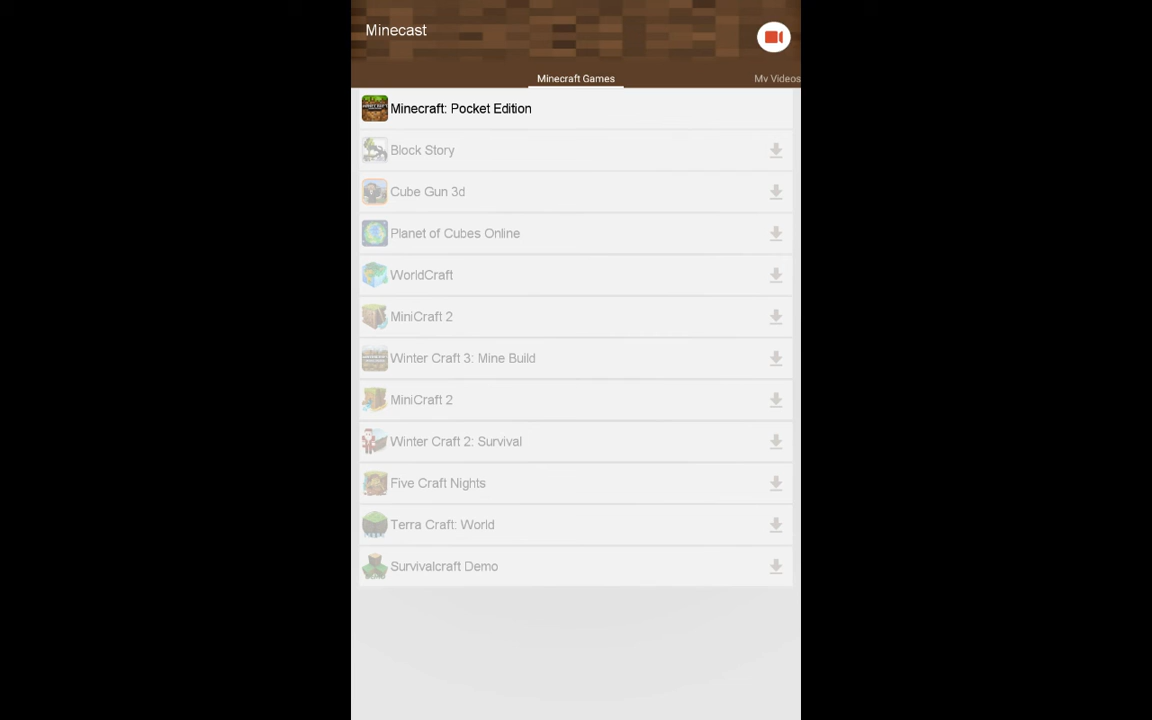 Minecast
Minecraft Games
My Videos
Minecraft: Pocket Edition
Block Story
Cube Gun 3d
Planet of Cubes Online
WorldCraft
MiniCraft 2
Winter Craft 3: Mine Build
MiniCraft 2
Winter Craft 2: Survival
Five Craft Nights
Terra Craft: World
Survivalcraft Demo